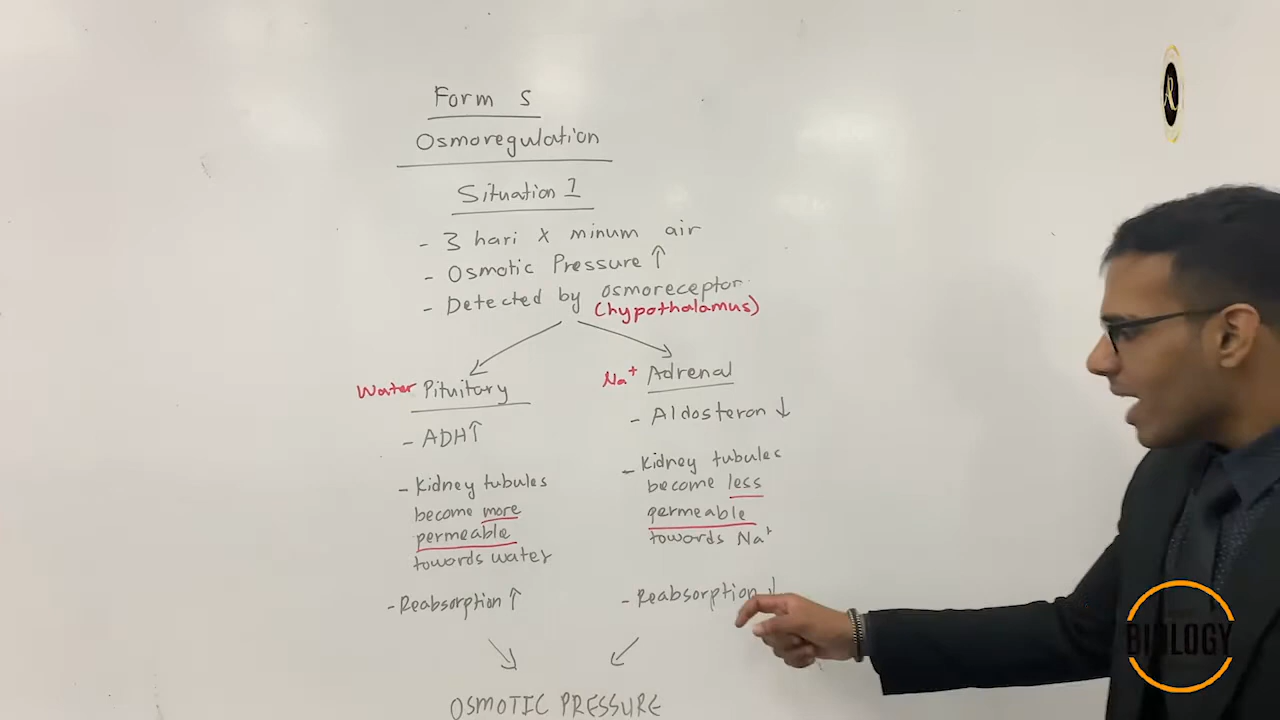 Form 5
Osmoregulation
Situation 1
- 3 hari x minum air
- Osmotic Pressure ↑
- Detected by osmoreceptor
(hypothalamus)
Water Pituitary
- ADH↑
- Kidney tubules
become more
permeable
towards water
- Reabsorption ↑
Na⁺ Adrenal
- Aldosteron ↓
- Kidney tubules
become less
permeable
towards Na⁺
- Reabsorption ↓
OSMOTIC PRESSURE
BIOLOGY